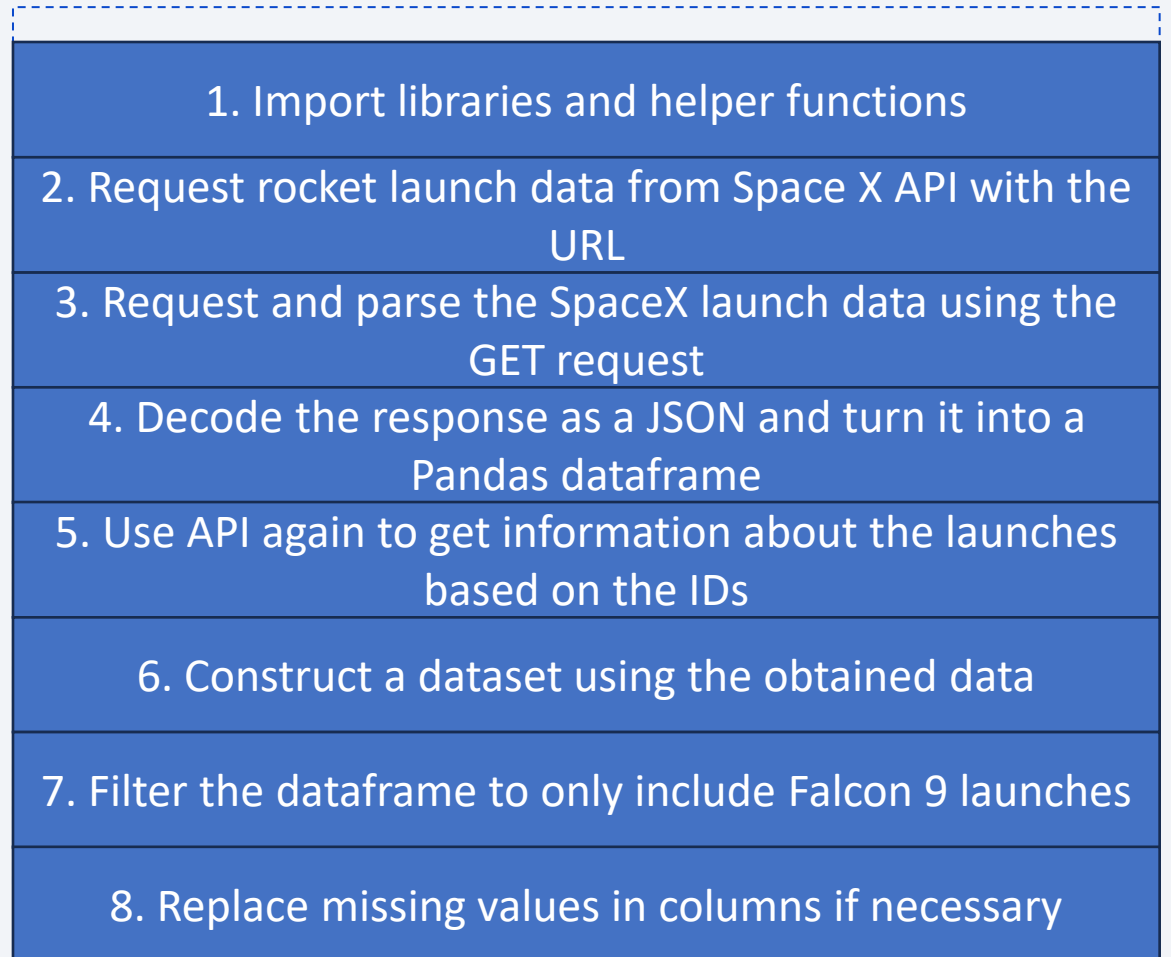 1. Import libraries and helper functions
2. Request rocket launch data from Space X API with the
URL
3. Request and parse the SpaceX launch data using the
GET request
4. Decode the response as a JSON and turn it into a
Pandas dataframe
5. Use API again to get information about the launches
based on the IDs
6. Construct a dataset using the obtained data
7. Filter the dataframe to only include Falcon 9 launches
8. Replace missing values in columns if necessary